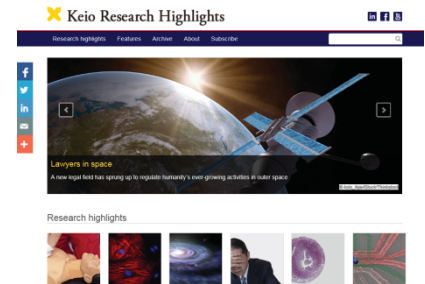 Keio Research Highlights
Research highlights Features Archive About Subscribe
Lawyers in space
A new legal field has sprung up to regulate humanity's ever-growing activities in outer space
Research highlights